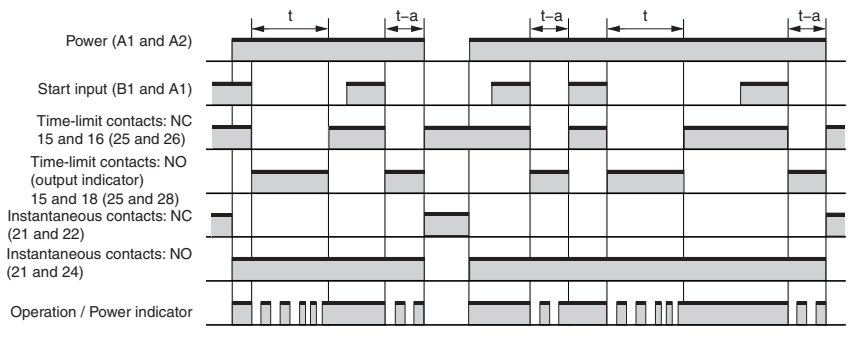 t
t–a
t–a
t
t–a
Power (A1 and A2)
Start input (B1 and A1)
Time-limit contacts: NC
15 and 16 (25 and 26)
Time-limit contacts: NO
(output indicator)
15 and 18 (25 and 28)
Instantaneous contacts: NC
(21 and 22)
Instantaneous contacts: NO
(21 and 24)
Operation / Power indicator